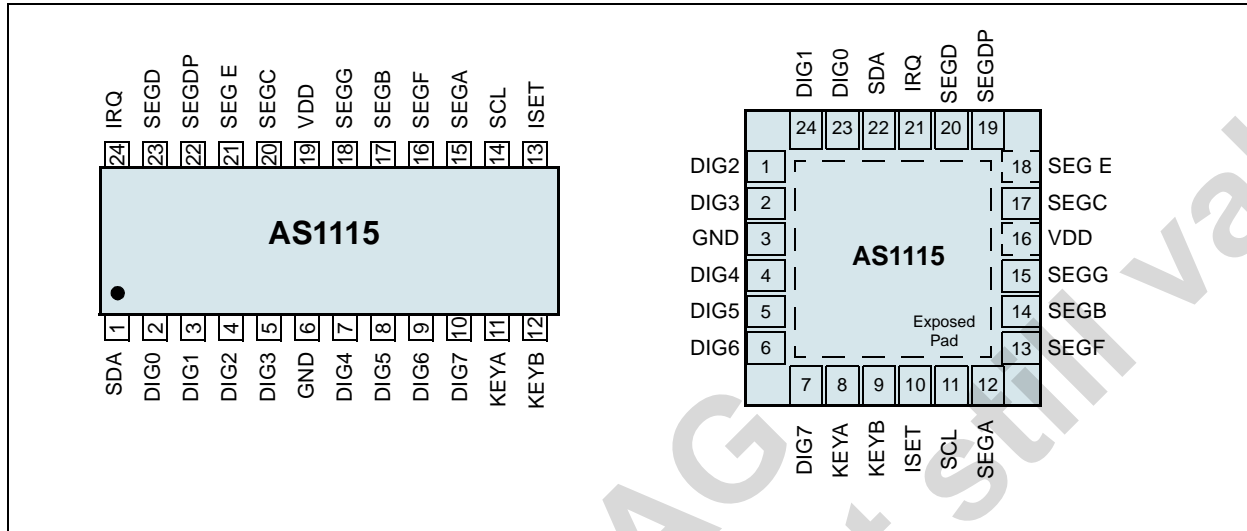 IRQ SEGD SEGDP SEG E SEGC VDD SEGG SEGB SEGF SEGA SCL ISET
24 23 22 21 20 19 18 17 16 15 14 13
AS1115
1 2 3 4 5 6 7 8 9 10 11 12
SDA DIG0 DIG1 DIG2 DIG3 GND DIG4 DIG5 DIG6 DIG7 KEYA KEYB
DIG1 DIG0 SDA IRQ SEGD SEGDP
24 23 22 21 20 19
DIG2 1 18 SEG E
DIG3 2 17 SEGC
GND 3 16 VDD
AS1115
DIG4 4 15 SEGG
DIG5 5 14 SEGB
Exposed
Pad
DIG6 6 13 SEGF
7 8 9 10 11 12
DIG7 KEYA KEYB ISET SCL SEGA
AG
still